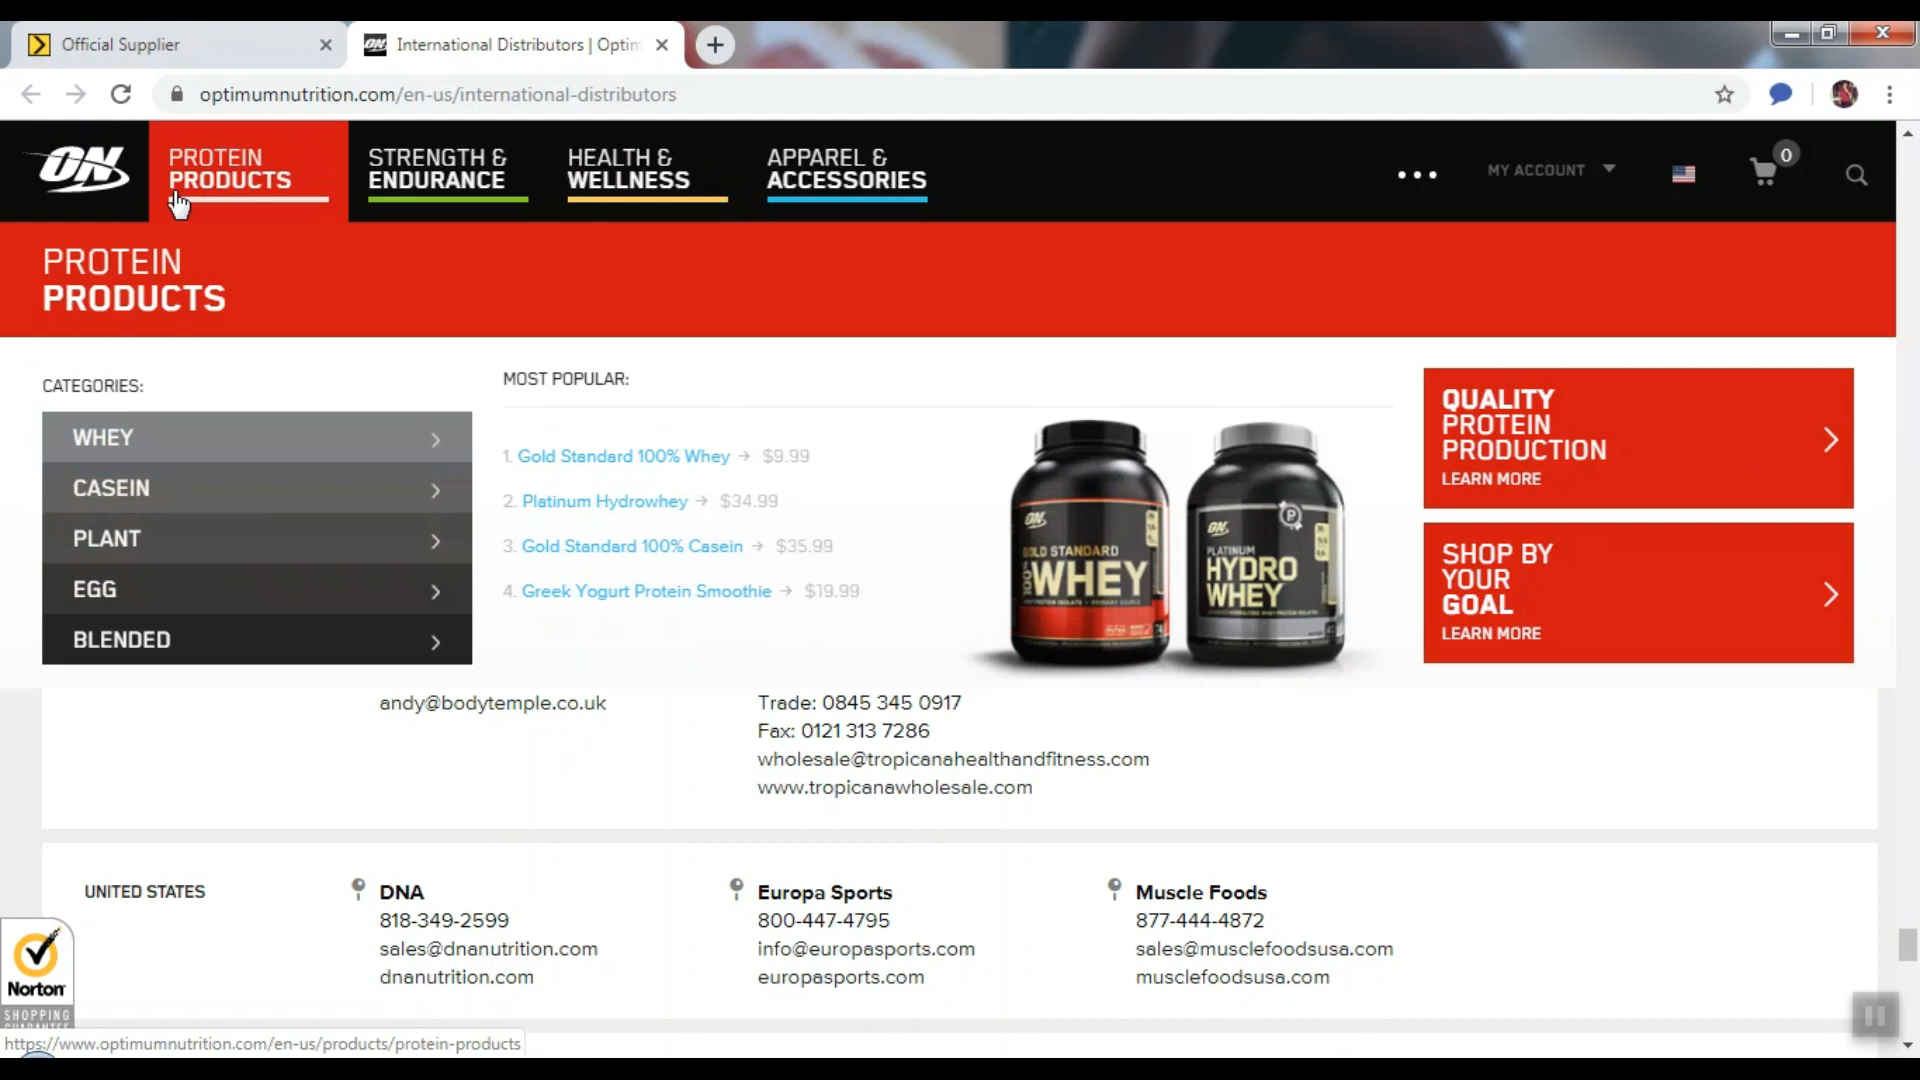 Official Supplier
International Distributors | Optim
optimumnutrition.com/en-us/international-distributors
ON
PROTEIN
PRODUCTS
STRENGTH &
ENDURANCE
HEALTH &
WELLNESS
APPAREL &
ACCESSORIES
MY ACCOUNT
0
PROTEIN
PRODUCTS
CATEGORIES:
WHEY
CASEIN
PLANT
EGG
BLENDED
MOST POPULAR:
1. Gold Standard 100% Whey → $9.99
2. Platinum Hydrowhey → $34.99
3. Gold Standard 100% Casein → $35.99
4. Greek Yogurt Protein Smoothie → $19.99
ON
GOLD STANDARD
100%
WHEY
ON
P
PLATINUM
HYDRO
WHEY
QUALITY
PROTEIN
PRODUCTION
LEARN MORE
SHOP BY
YOUR
GOAL
LEARN MORE
andy@bodytemple.co.uk
Trade: 0845 345 0917
Fax: 0121 313 7286
wholesale@tropicanahealthandfitness.com
www.tropicanawholesale.com
UNITED STATES
DNA
818-349-2599
sales@dnanutrition.com
dnanutrition.com
Europa Sports
800-447-4795
info@europasports.com
europasports.com
Muscle Foods
877-444-4872
sales@musclefoodsusa.com
musclefoodsusa.com
Norton
SHOPPING
https://www.optimumnutrition.com/en-us/products/protein-products